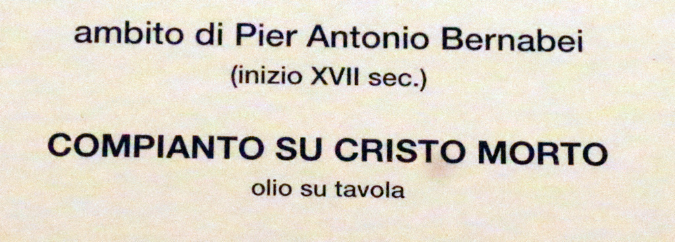 ambito di Pier Antonio Bernabei
(inizio XVII sec.)
COMPIANTO SU CRISTO MORTO
olio su tavola